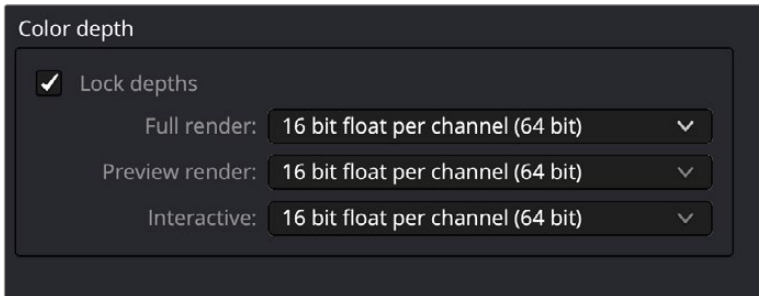 Color depth
Lock depths
Full render: 16 bit float per channel (64 bit)
Preview render: 16 bit float per channel (64 bit)
Interactive: 16 bit float per channel (64 bit)